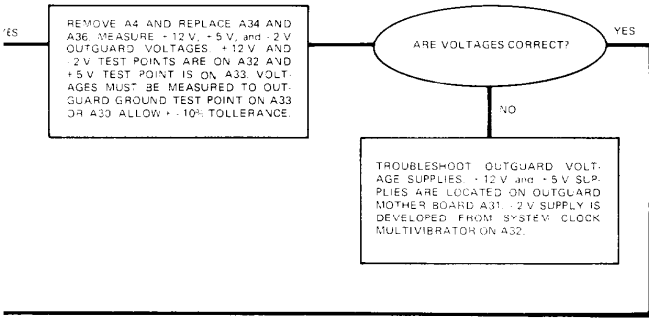 YES
REMOVE A4 AND REPLACE A34 AND
A36. MEASURE +12 V, +5 V, and -2 V
OUTGUARD VOLTAGES. +12 V AND
-2 V TEST POINTS ARE ON A32 AND
+5 V TEST POINT IS ON A33. VOLT-
AGES MUST BE MEASURED TO OUT-
GUARD GROUND TEST POINT ON A33
OR A30 ALLOW + -10% TOLLERANCE.
ARE VOLTAGES CORRECT?
YES
NO
TROUBLESHOOT OUTGUARD VOLT-
AGE SUPPLIES. +12 V and +5 V SUP-
PLIES ARE LOCATED ON OUTGUARD
MOTHER BOARD A31. -2 V SUPPLY IS
DEVELOPED FROM SYSTEM CLOCK
MULTIVIBRATOR ON A32.